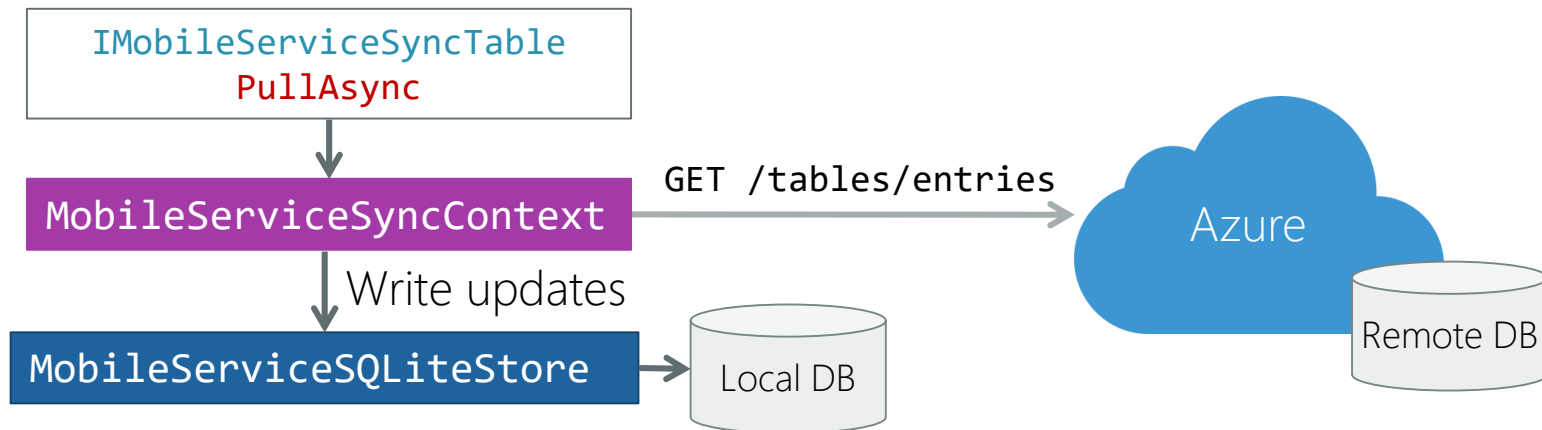 IMobileServiceSyncTable
PullAsync
MobileServiceSyncContext
GET /tables/entries
Azure
Write updates
Remote DB
MobileServiceSQLiteStore
Local DB